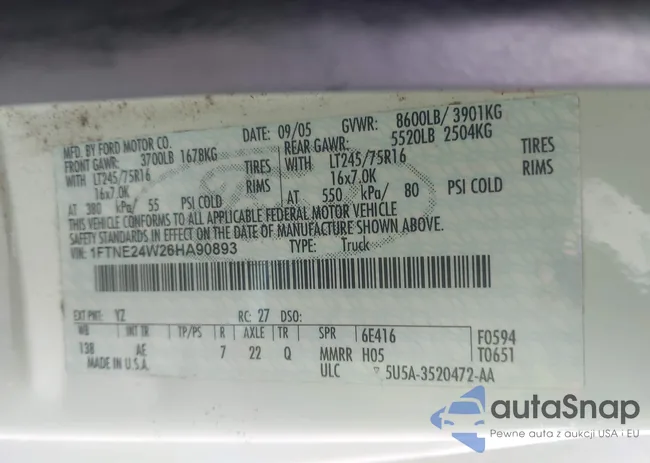 MFD. BY FORD MOTOR CO.
DATE: 09/05 GVWR: 8600LB/ 3901KG
FRONT GAWR: 3700LB 1678KG
REAR GAWR: 5520LB 2504KG
WITH LT245/75R16 TIRES
WITH LT245/75R16 TIRES
16x7.0K RIMS
16x7.0K RIMS
AT 380 kPa/ 55 PSI COLD
AT 550 kPa/ 80 PSI COLD
THIS VEHICLE CONFORMS TO ALL APPLICABLE FEDERAL MOTOR VEHICLE
SAFETY STANDARDS IN EFFECT ON THE DATE OF MANUFACTURE SHOWN ABOVE.
VIN: 1FTNE24W26HA90893
TYPE: Truck
EXT PNT: YZ RC: 27 DSO:
WB INT TR TP/PS R AXLE TR SPR 6E416 F0594
138 AE 7 22 Q MMRR H05 T0651
MADE IN U.S.A. ULC 5U5A-3520472-AA
autoSnap
Pewne auta z aukcji USA i EU